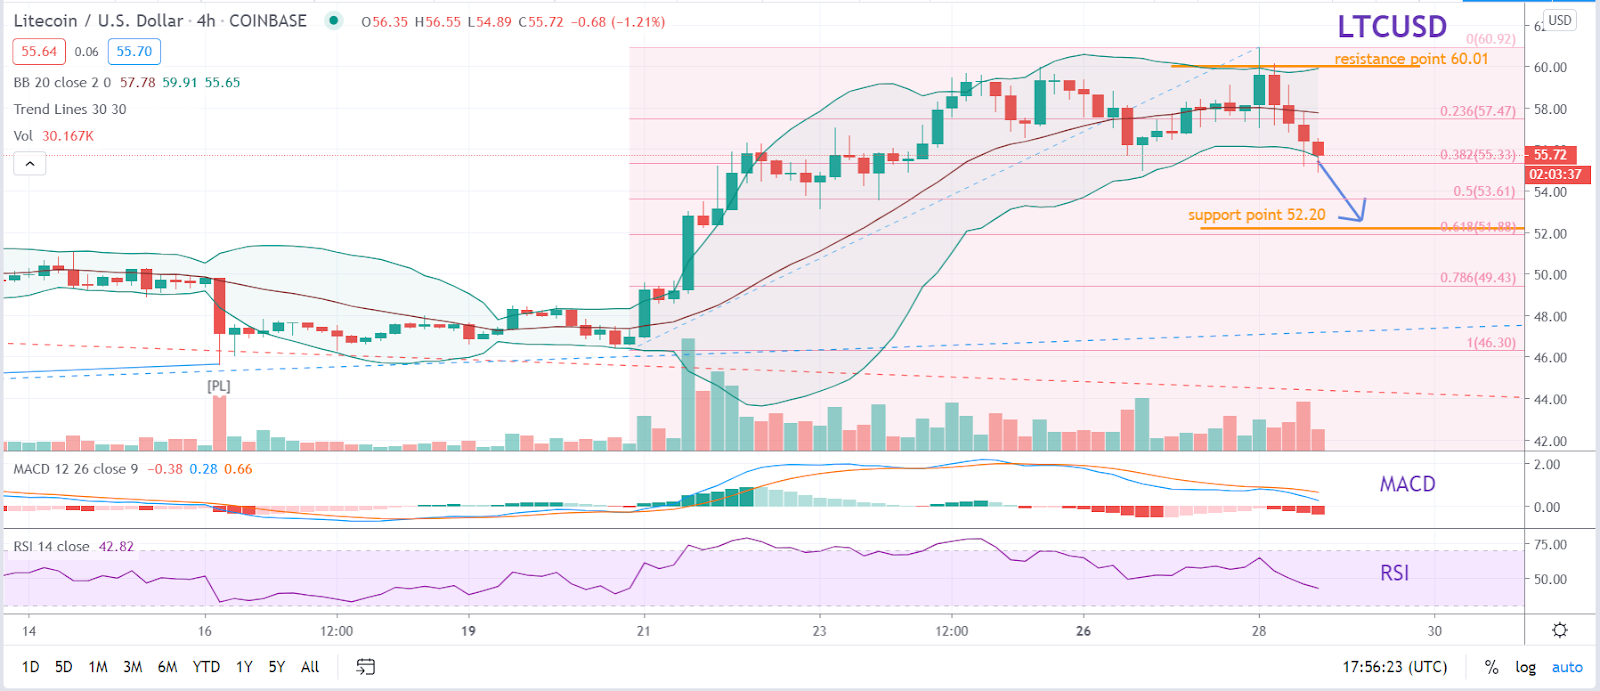 Litecoin / U.S. Dollar · 4h · COINBASE O56.35 H56.55 L54.89 C55.72 −0.68 (−1.21%)
LTCUSD
USD
55.64 0.06 55.70
0(60.92)
BB 20 close 2 0 57.78 59.91 55.65
resistance point 60.01
60.00
Trend Lines 30 30
0.236(57.47)
58.00
Vol 30.167K
0.382(55.33)
55.72
02:03:37
0.5(53.61)
54.00
support point 52.20
0.618(51.88)
52.00
0.786(49.43)
50.00
48.00
1(46.30)
46.00
[PL]
44.00
42.00
MACD 12 26 close 9 −0.38 0.28 0.66
2.00
MACD
0.00
RSI 14 close 42.82
75.00
RSI
50.00
14 16 12:00 19 21 23 12:00 26 28 30
1D 5D 1M 3M 6M YTD 1Y 5Y All 17:56:23 (UTC) % log auto